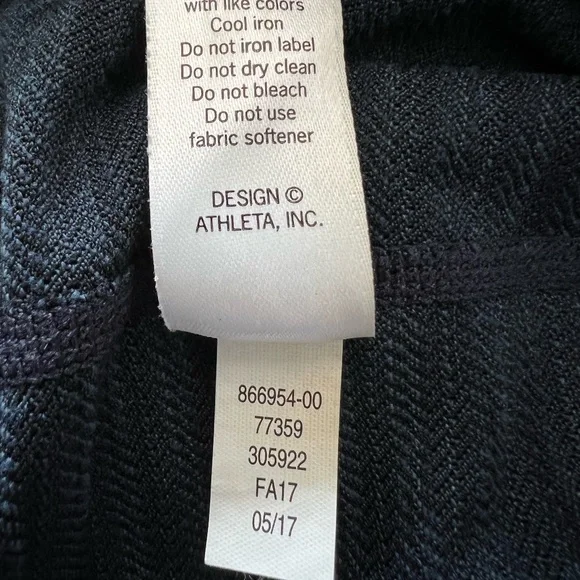 with like colors
Cool iron
Do not iron label
Do not dry clean
Do not bleach
Do not use
fabric softener
DESIGN ©
ATHLETA, INC.
866954-00
77359
305922
FA17
05/17